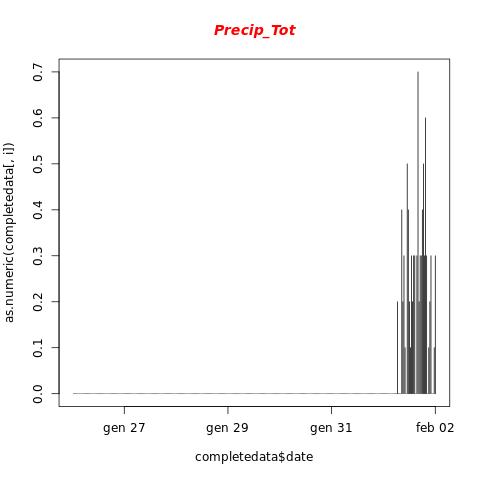 Precip_Tot
as.numeric(completedata[, i])
0.7
0.6
0.5
0.4
0.3
0.2
0.1
0.0
gen 27 gen 29 gen 31 feb 02
completedata$date